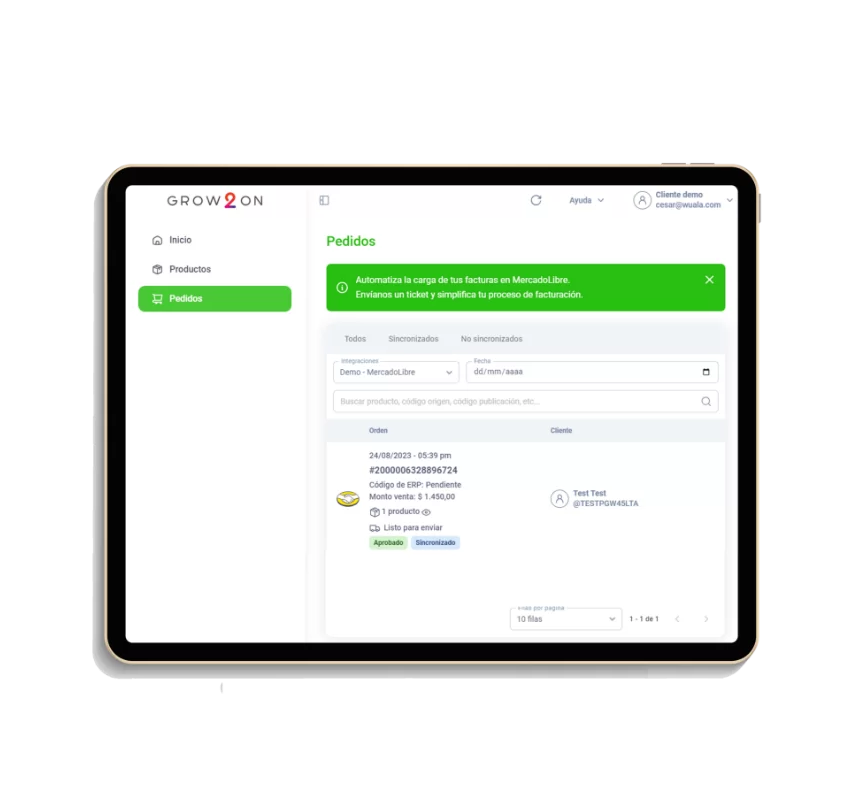 GROW2ON
Ayuda
Cliente demo
cesar@wuala.com
Inicio
Productos
Pedidos
Pedidos
Automatiza la carga de tus facturas en MercadoLibre.
Envíanos un ticket y simplifica tu proceso de facturación.
Todos Sincronizados No sincronizados
Integraciones
Demo - MercadoLibre
Fecha
dd/mm/aaaa
Buscar producto, código origen, código publicación, etc...
Orden Cliente
24/08/2023 - 05:39 pm
#2000006328896724
Código de ERP: Pendiente
Monto venta: $ 1.450,00
1 producto
Listo para enviar
Aprobado Sincronizado
Test Test
@TESTPGW45LTA
Filas por página
10 filas
1 - 1 de 1